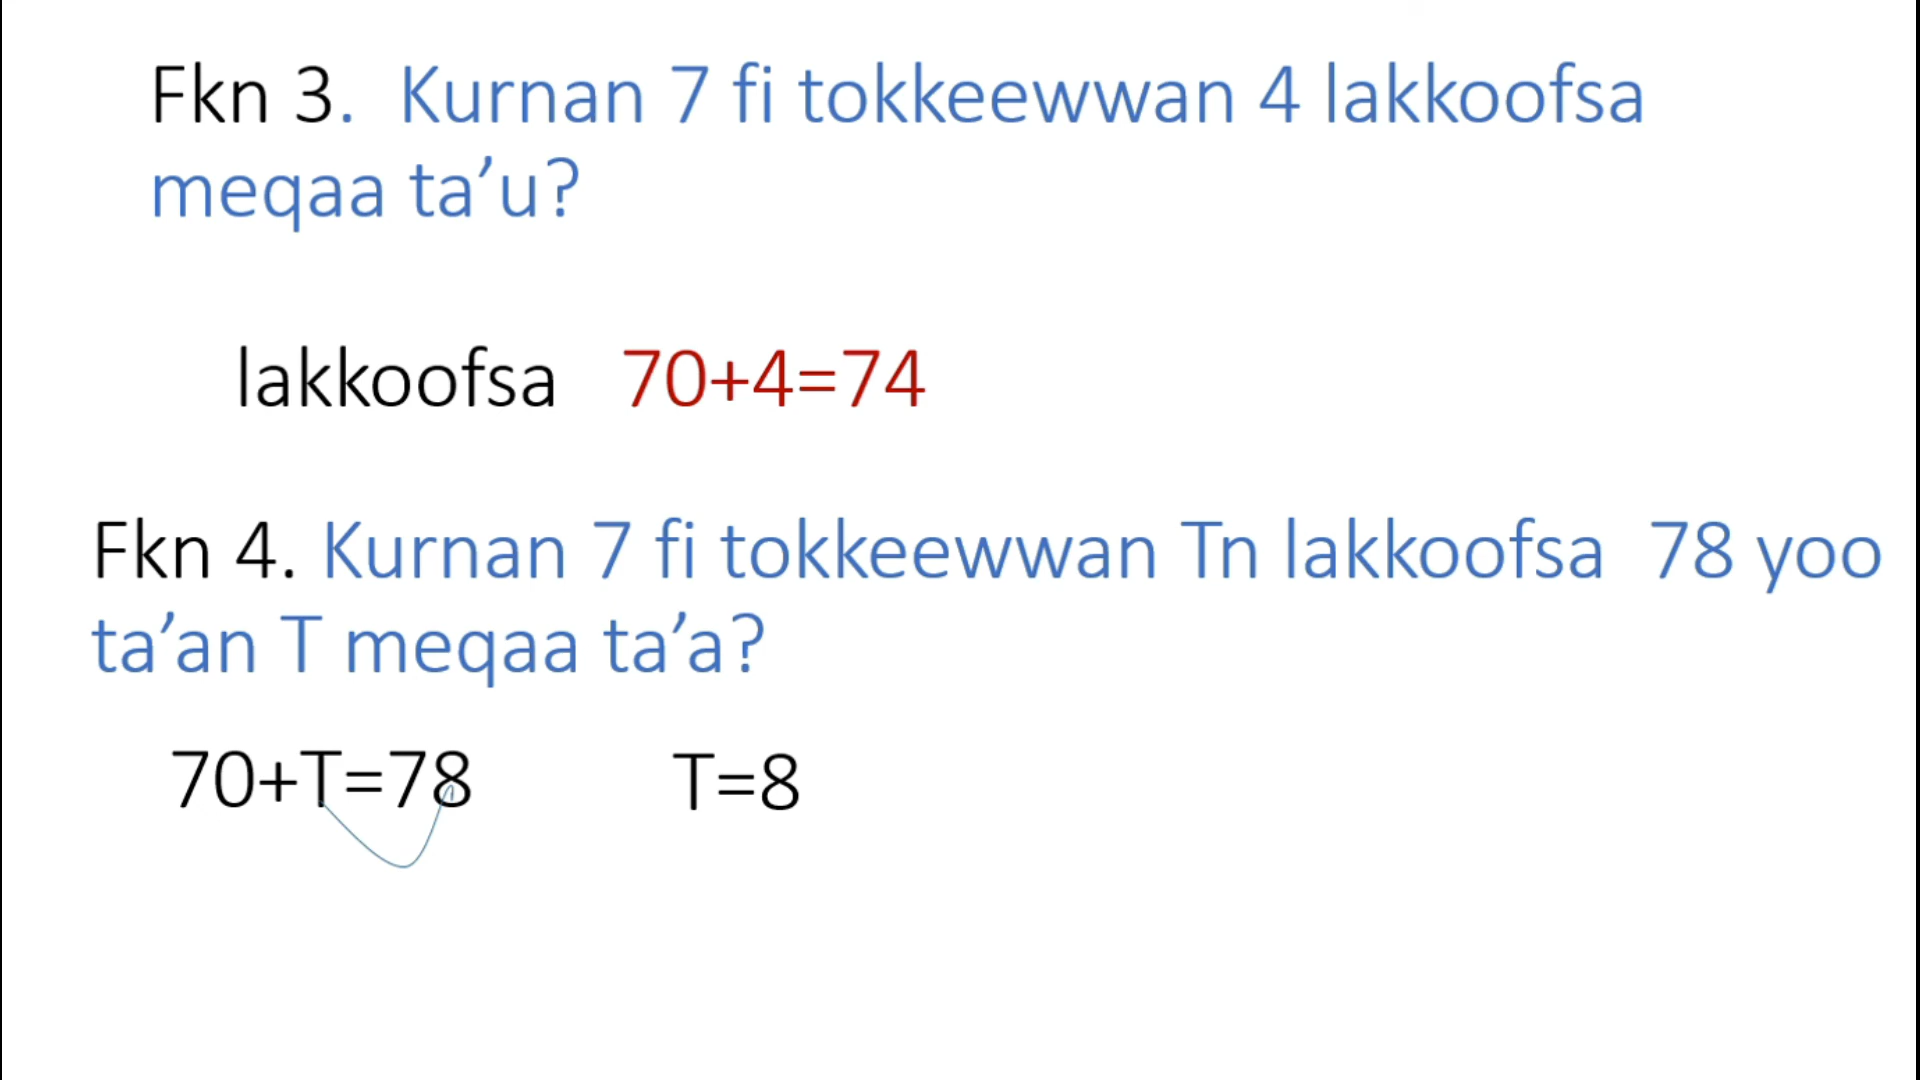 Fkn 3. Kurnan 7 fi tokkeewwan 4 lakkoofsa
meqaa ta’u?
lakkoofsa 70+4=74
Fkn 4. Kurnan 7 fi tokkeewwan Tn lakkoofsa 78 yoo
ta’an T meqaa ta’a?
70+T=78 T=8